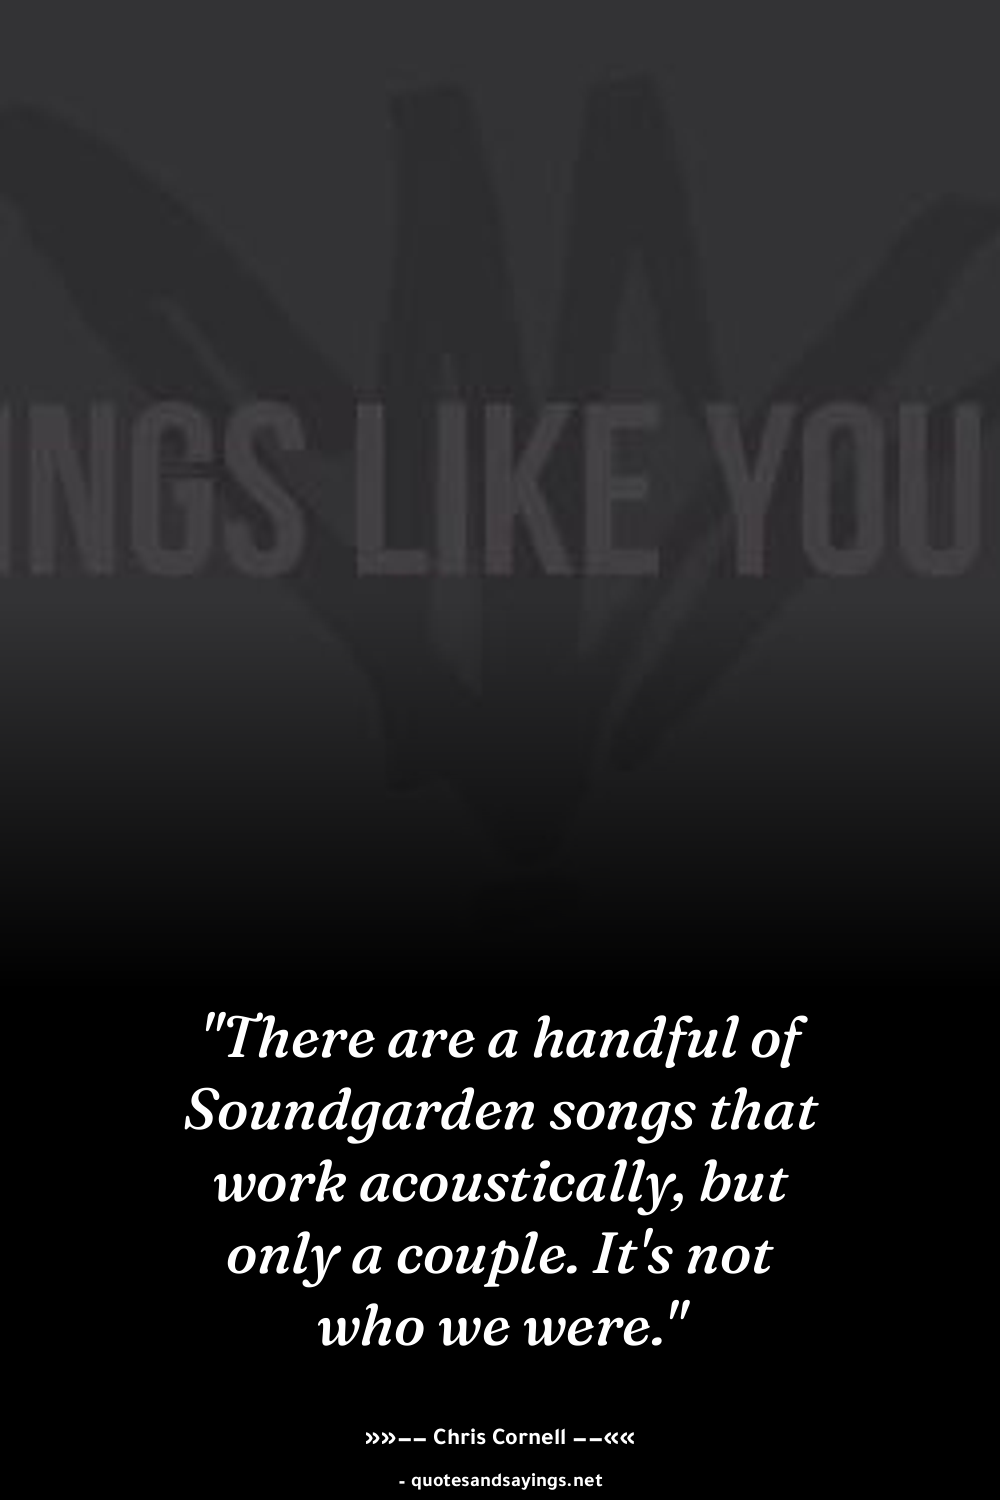 INGS LIKE YOU
"There are a handful of
Soundgarden songs that
work acoustically, but
only a couple. It's not
who we were."
»»–– Chris Cornell ––««
- quotesandsayings.net